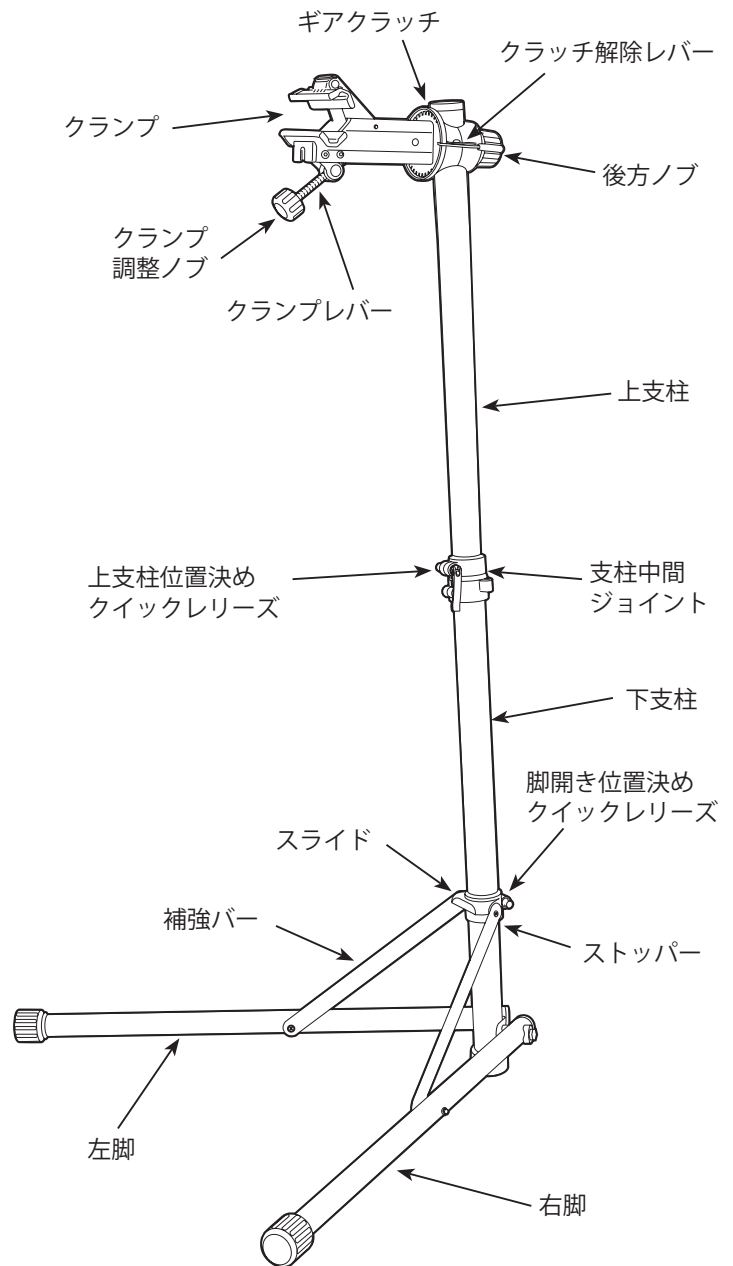 ギアクラッチ
クラッチ解除レバー
クランプ
後方ノブ
クランプ
調整ノブ
クランプレバー
上支柱
上支柱位置決め
クイックレリーズ
支柱中間
ジョイント
下支柱
脚開き位置決め
クイックレリーズ
スライド
補強バー
ストッパー
左脚
右脚